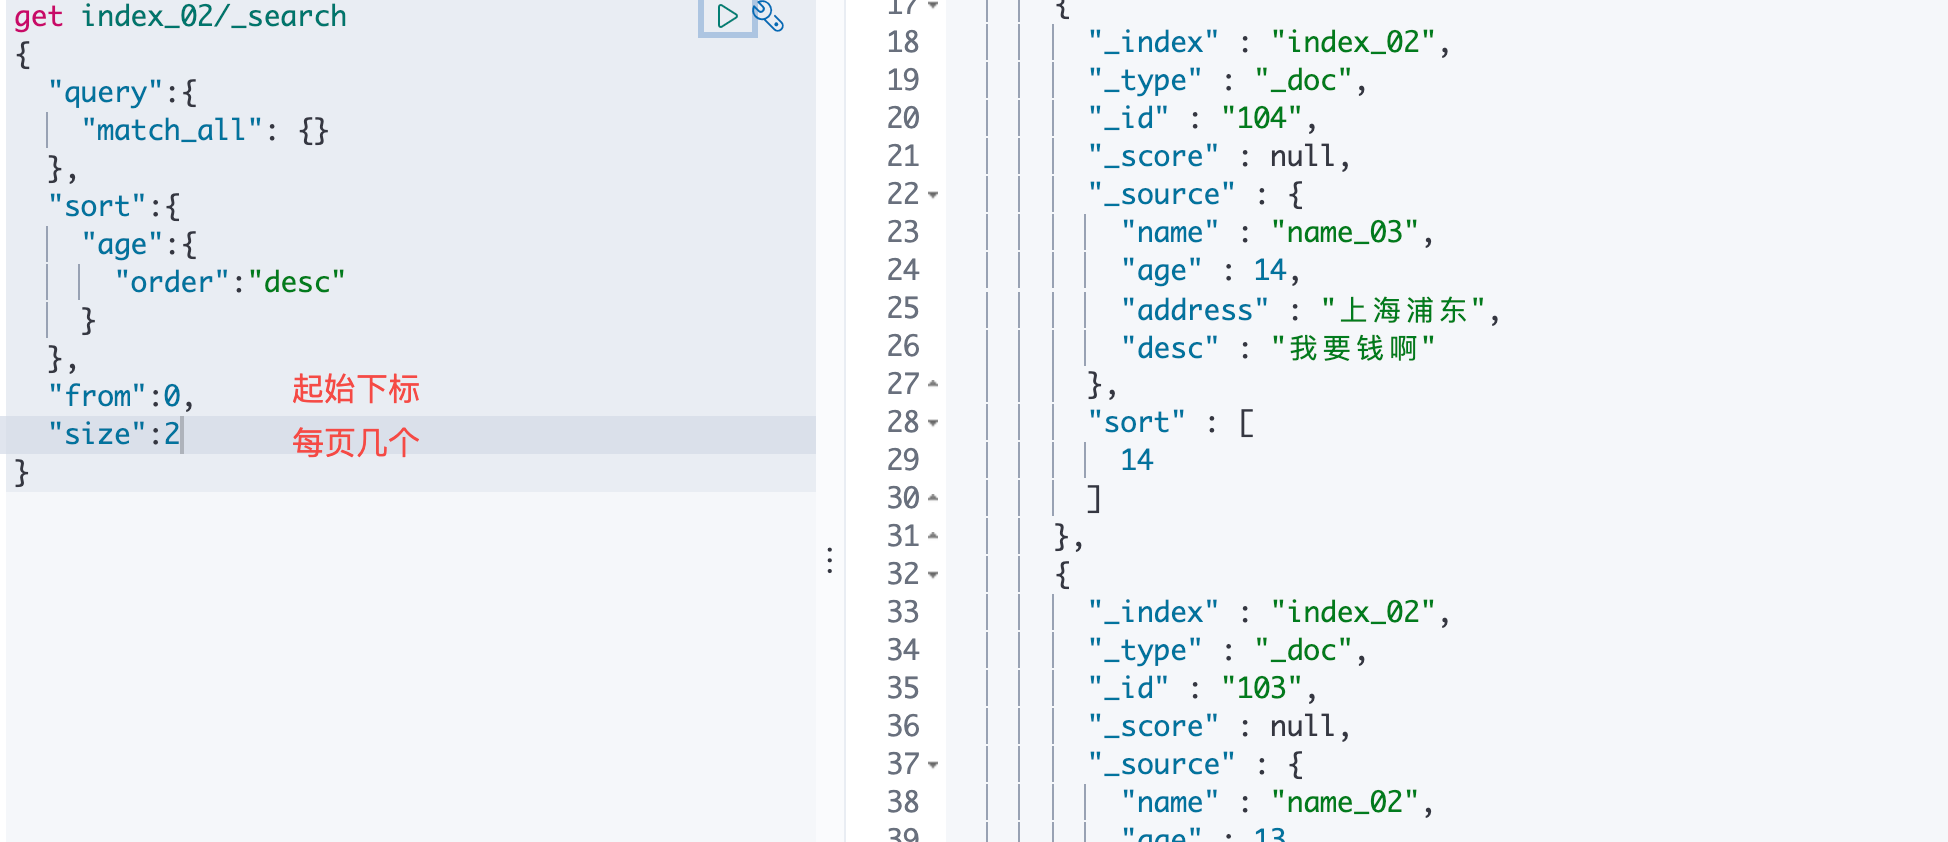 get index_02/_search
{
"query":{
"match_all": {}
},
"sort":{
"age":{
"order":"desc"
}
},
"from":0,
起始下标
"size":2
每页几个
}
17
{
18
"_index" : "index_02",
19
"_type" : "_doc",
20
"_id" : "104",
21
"_score" : null,
22
"_source" : {
23
"name" : "name_03",
24
"age" : 14,
25
"address" : "上海浦东",
26
"desc" : "我要钱啊"
27
},
28
"sort" : [
29
14
30
]
31
},
32
{
33
"_index" : "index_02",
34
"_type" : "_doc",
35
"_id" : "103",
36
"_score" : null,
37
"_source" : {
38
"name" : "name_02",
39
"age" : 13